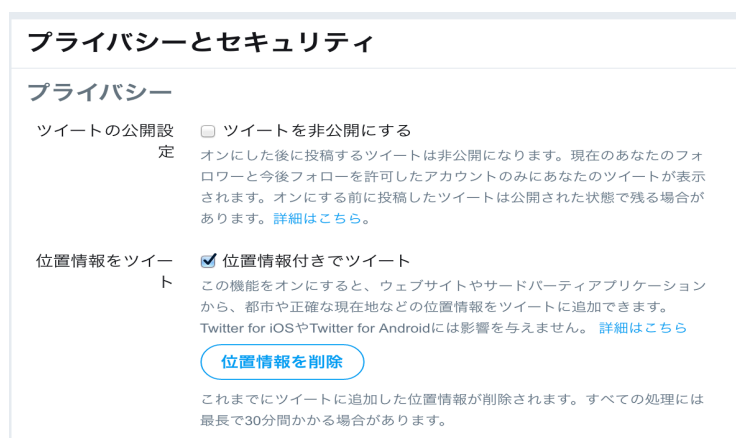 プライバシーとセキュリティ
プライバシー
ツイートの公開設
定
ツイートを非公開にする
オンにした後に投稿するツイートは非公開になります。現在のあなたのフォ
ロワーと今後フォローを許可したアカウントのみにあなたのツイートが表示
されます。オンにする前に投稿したツイートは公開された状態で残る場合が
あります。詳細はこちら。
位置情報をツイー
ト
位置情報付きでツイート
この機能をオンにすると、ウェブサイトやサードパーティアプリケーション
から、都市や正確な現在地などの位置情報をツイートに追加できます。
Twitter for iOSやTwitter for Androidには影響を与えません。 詳細はこちら
位置情報を削除
これまでにツイートに追加した位置情報が削除されます。すべての処理には
最長で30分間かかる場合があります。